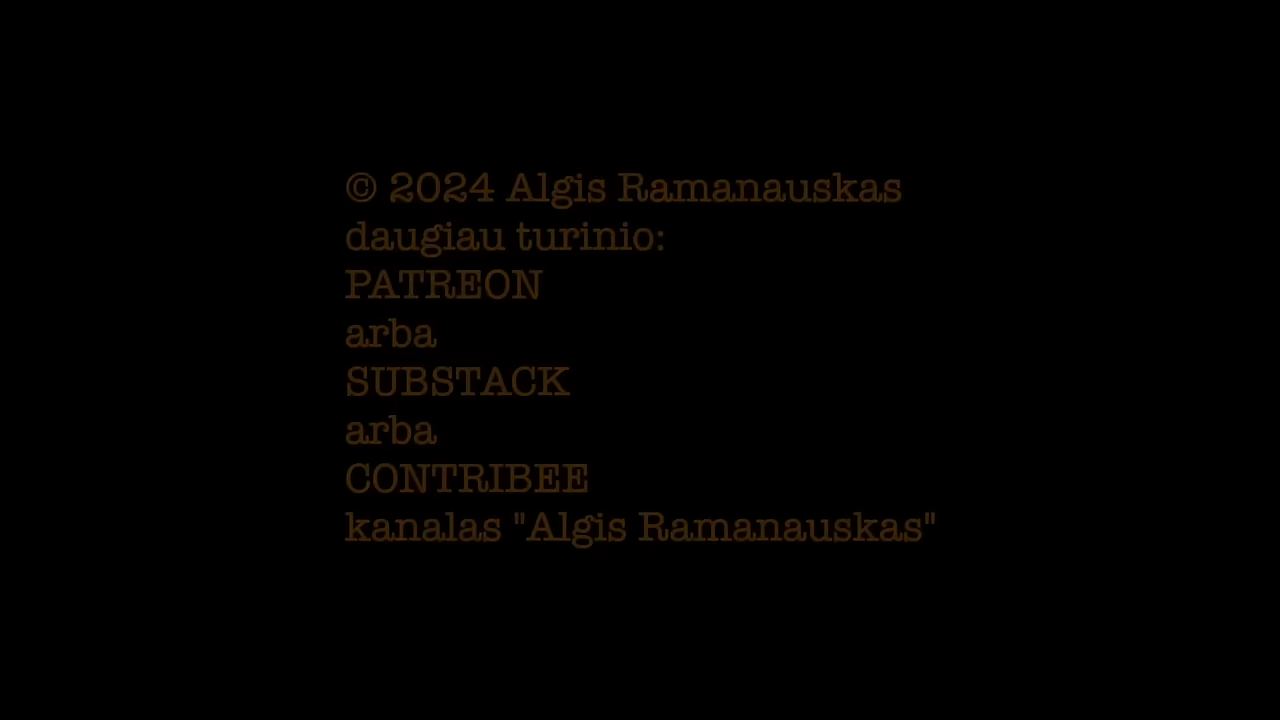 © 2024 Algis Ramanauskas
daugiau turinio:
PATREON
arba
SUBSTACK
arba
CONTRIBEE
kanalas "Algis Ramanauskas"